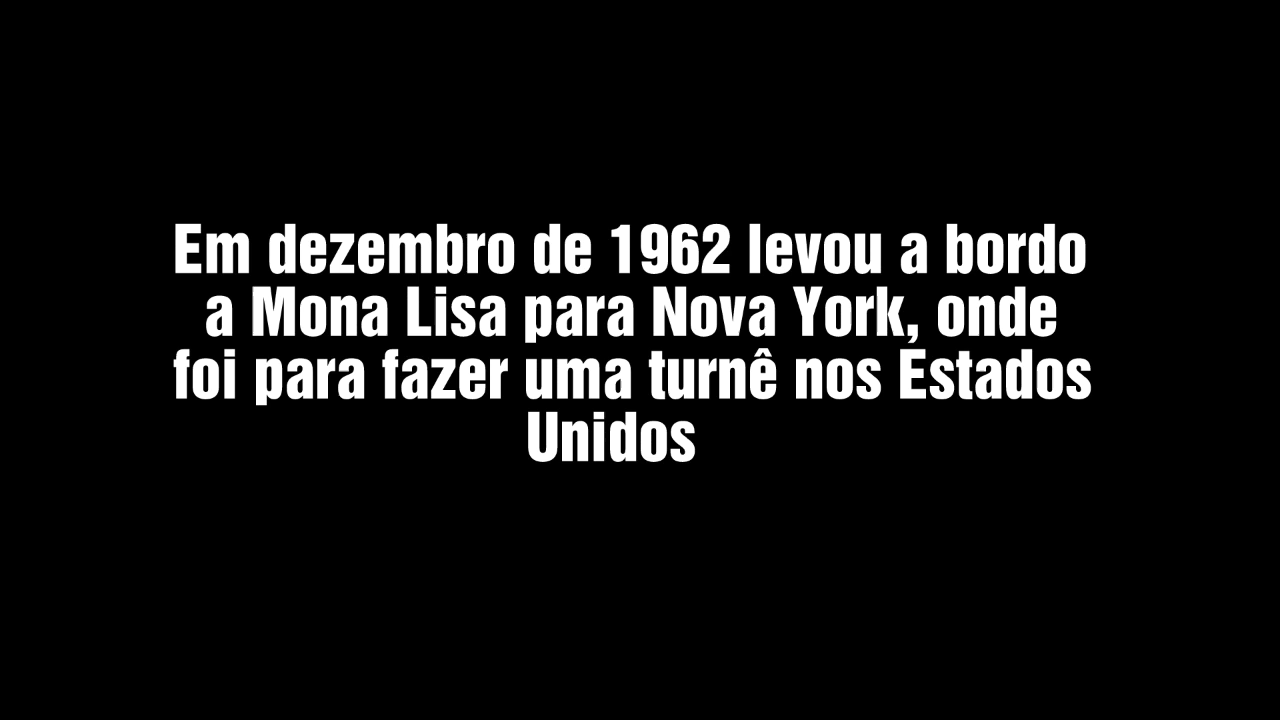 Em dezembro de 1962 levou a bordo
a Mona Lisa para Nova York, onde
foi para fazer uma turnê nos Estados
Unidos